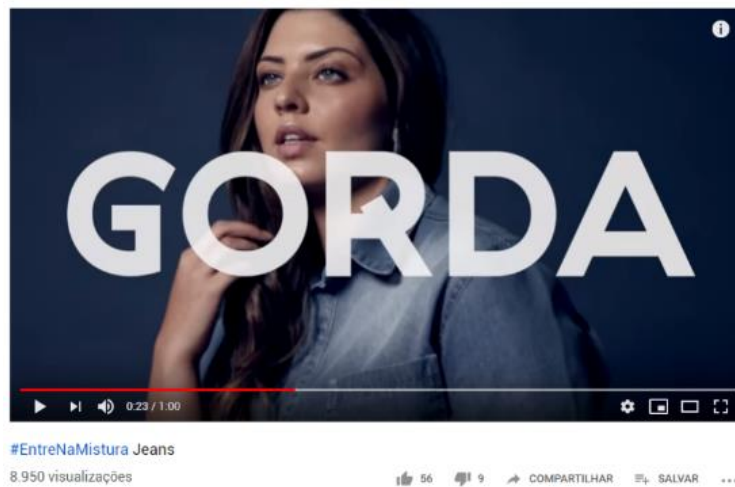 GORDA
0:23 / 1:00
#EntreNaMistura Jeans
8.950 visualizações
56 9 COMPARTILHAR SALVAR